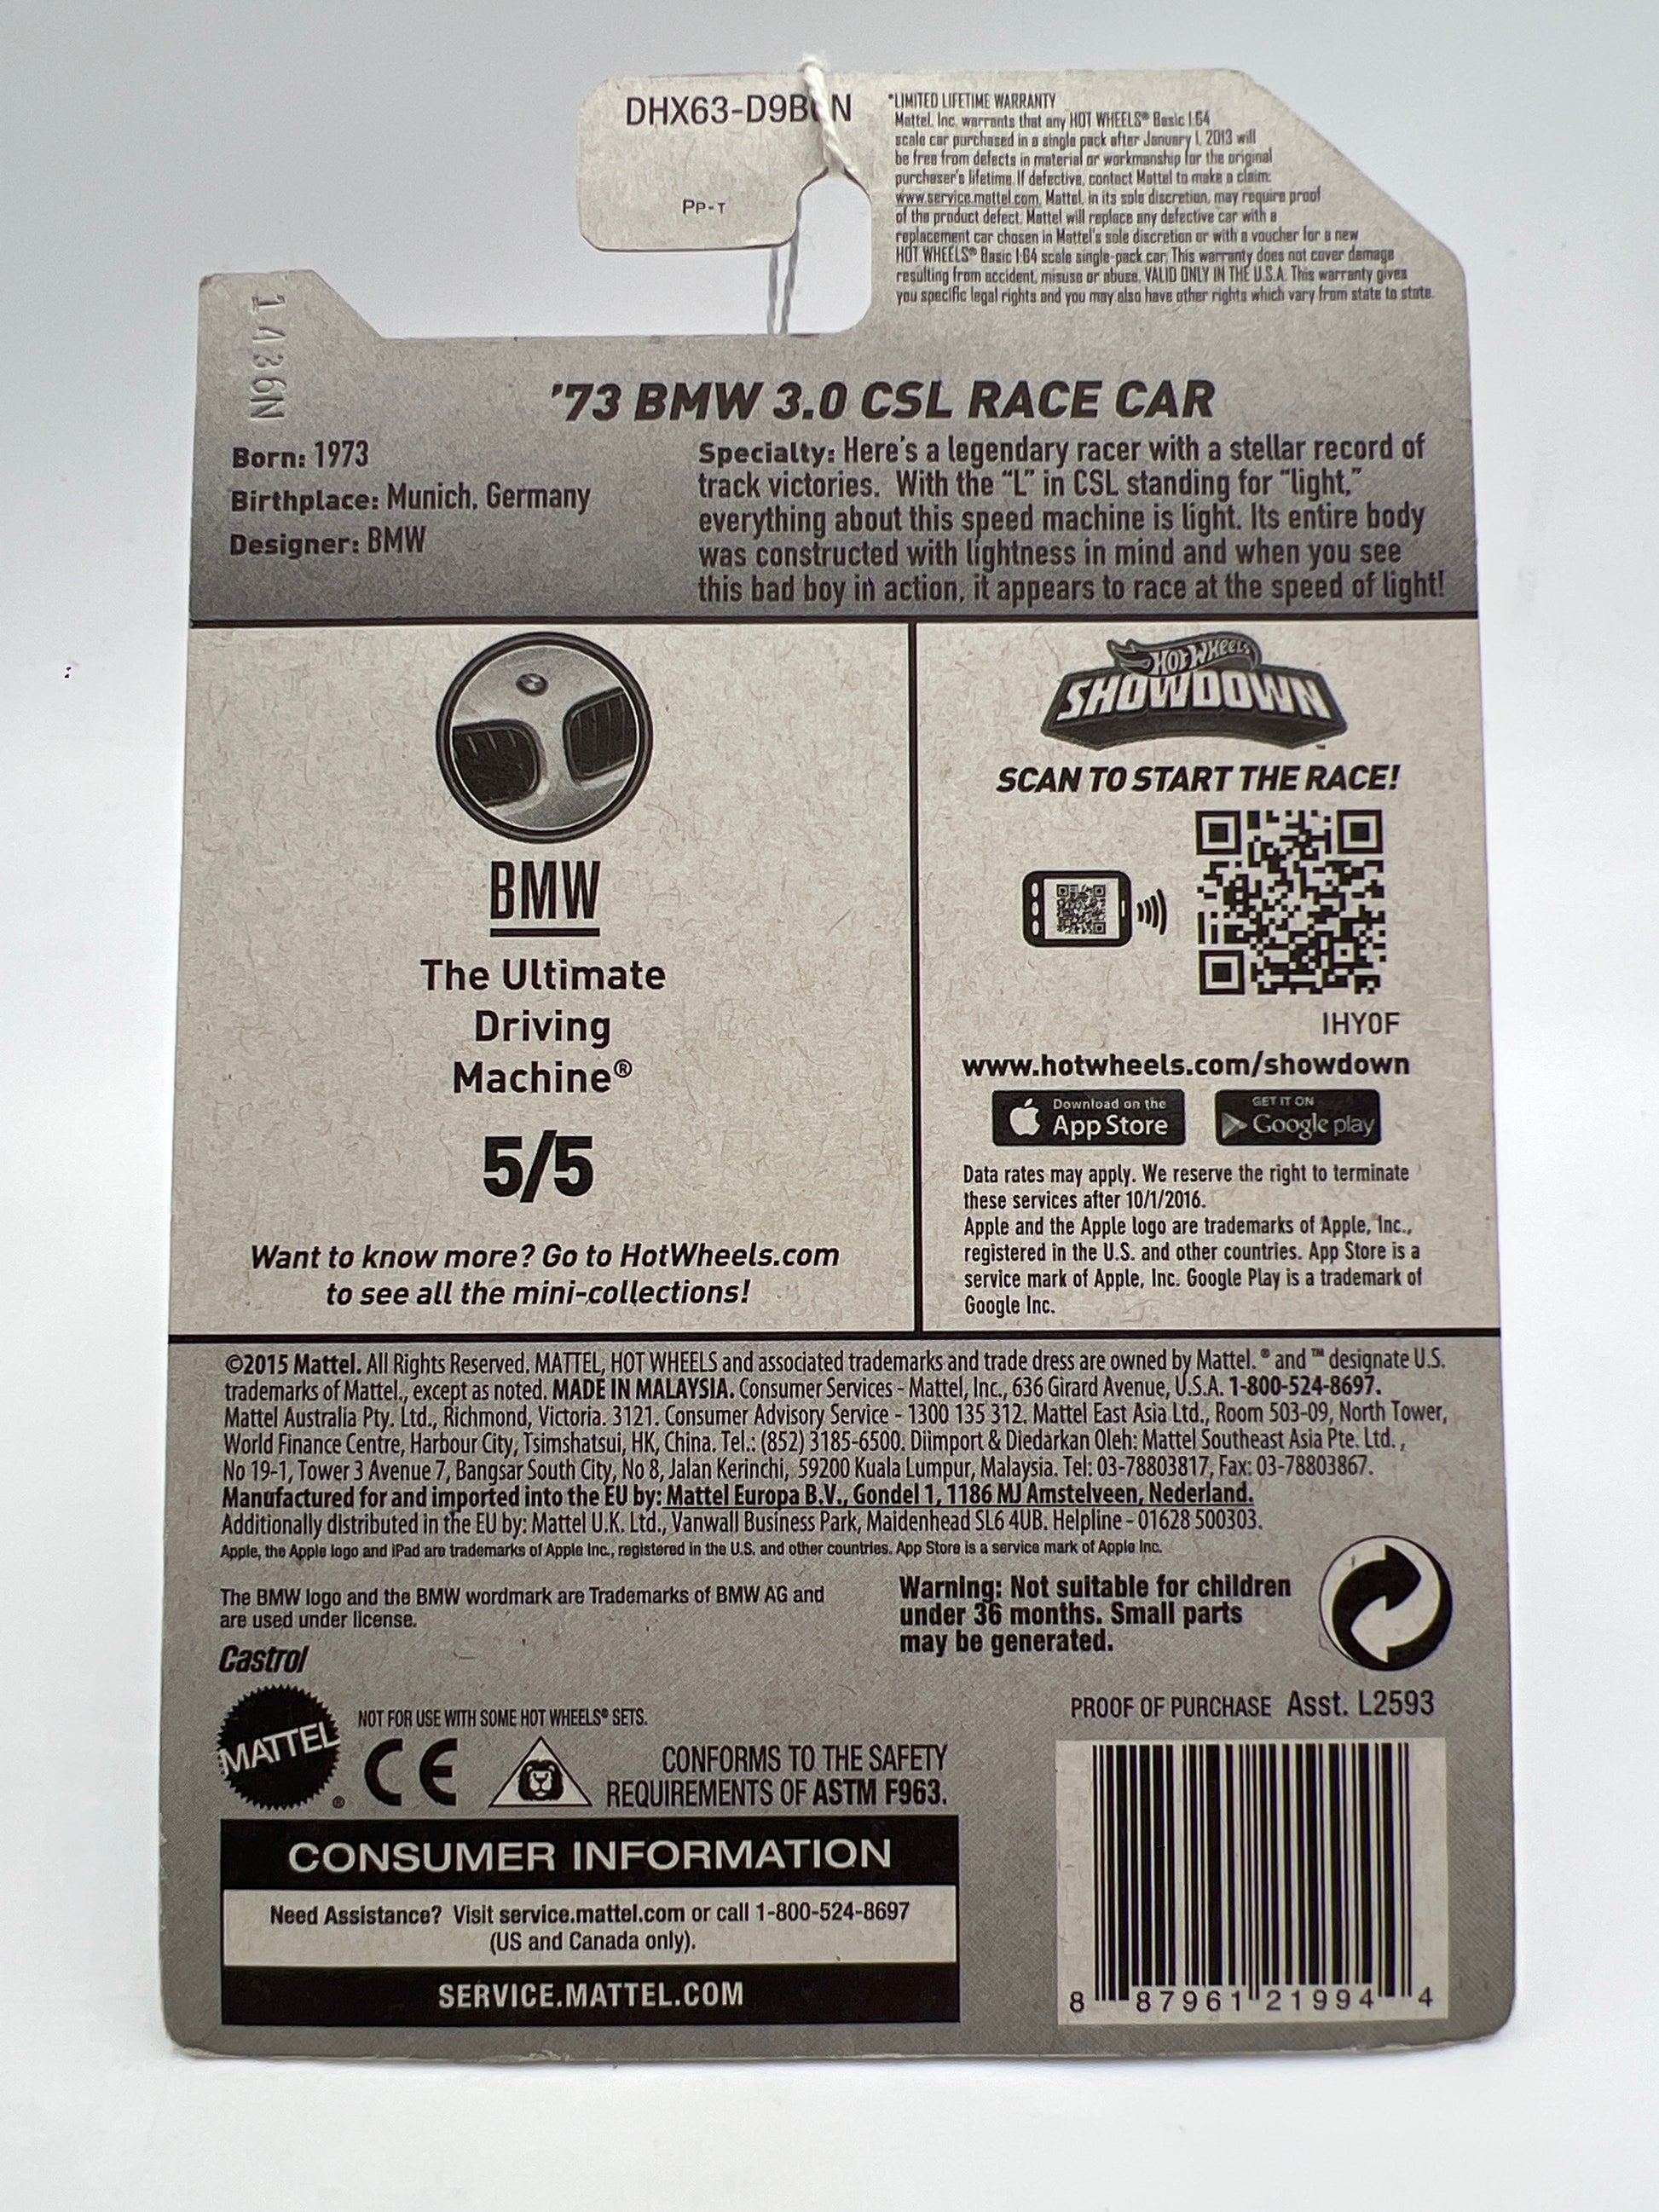 DHX63-D9B N
PP-T
*LIMITED LIFETIME WARRANTY
Mattel, Inc. warrants that any HOT WHEELS® Basic 1:64
scale car purchased in a single pack after January 1, 2013 will
be free from defects in material or workmanship for the original
purchaser's lifetime. If defective, contact Mattel to make a claim:
www.service.mattel.com. Mattel, in its sole discretion, may require proof
of the product defect. Mattel will replace any defective car with a
replacement car chosen in Mattel's sole discretion or with a voucher for a new
HOT WHEELS® Basic 1:64 scale single-pack car. This warranty does not cover damage
resulting from accident, misuse or abuse. VALID ONLY IN THE U.S.A. This warranty gives
you specific legal rights and you may also have other rights which vary from state to state.
1436N
'73 BMW 3.0 CSL RACE CAR
Born: 1973
Birthplace: Munich, Germany
Designer: BMW
Specialty: Here's a legendary racer with a stellar record of
track victories. With the “L” in CSL standing for “light,”
everything about this speed machine is light. Its entire body
was constructed with lightness in mind and when you see
this bad boy in action, it appears to race at the speed of light!
BMW
The Ultimate
Driving
Machine®
5/5
Want to know more? Go to HotWheels.com
to see all the mini-collections!
HOT WHEELS
SHOWDOWN™
SCAN TO START THE RACE!
IHY0F
www.hotwheels.com/showdown
Download on the
App Store
GET IT ON
Google play
Data rates may apply. We reserve the right to terminate
these services after 10/1/2016.
Apple and the Apple logo are trademarks of Apple, Inc.,
registered in the U.S. and other countries. App Store is a
service mark of Apple, Inc. Google Play is a trademark of
Google Inc.
©2015 Mattel. All Rights Reserved. MATTEL, HOT WHEELS and associated trademarks and trade dress are owned by Mattel. ® and ™ designate U.S.
trademarks of Mattel., except as noted. MADE IN MALAYSIA. Consumer Services - Mattel, Inc., 636 Girard Avenue, U.S.A. 1-800-524-8697.
Mattel Australia Pty. Ltd., Richmond, Victoria. 3121. Consumer Advisory Service - 1300 135 312. Mattel East Asia Ltd., Room 503-09, North Tower,
World Finance Centre, Harbour City, Tsimshatsui, HK, China. Tel.: (852) 3185-6500. Diimport & Diedarkan Oleh: Mattel Southeast Asia Pte. Ltd. ,
No 19-1, Tower 3 Avenue 7, Bangsar South City, No 8, Jalan Kerinchi, 59200 Kuala Lumpur, Malaysia. Tel: 03-78803817, Fax: 03-78803867.
Manufactured for and imported into the EU by: Mattel Europa B.V., Gondel 1, 1186 MJ Amstelveen, Nederland.
Additionally distributed in the EU by: Mattel U.K. Ltd., Vanwall Business Park, Maidenhead SL6 4UB. Helpline - 01628 500303.
Apple, the Apple logo and iPad are trademarks of Apple Inc., registered in the U.S. and other countries. App Store is a service mark of Apple Inc.
The BMW logo and the BMW wordmark are Trademarks of BMW AG and
are used under license.
Castrol
Warning: Not suitable for children
under 36 months. Small parts
may be generated.
MATTEL®
NOT FOR USE WITH SOME HOT WHEELS® SETS.
CE
CONFORMS TO THE SAFETY
REQUIREMENTS OF ASTM F963.
PROOF OF PURCHASE Asst. L2593
CONSUMER INFORMATION
Need Assistance? Visit service.mattel.com or call 1-800-524-8697
(US and Canada only).
SERVICE.MATTEL.COM
8 87961 21994 4